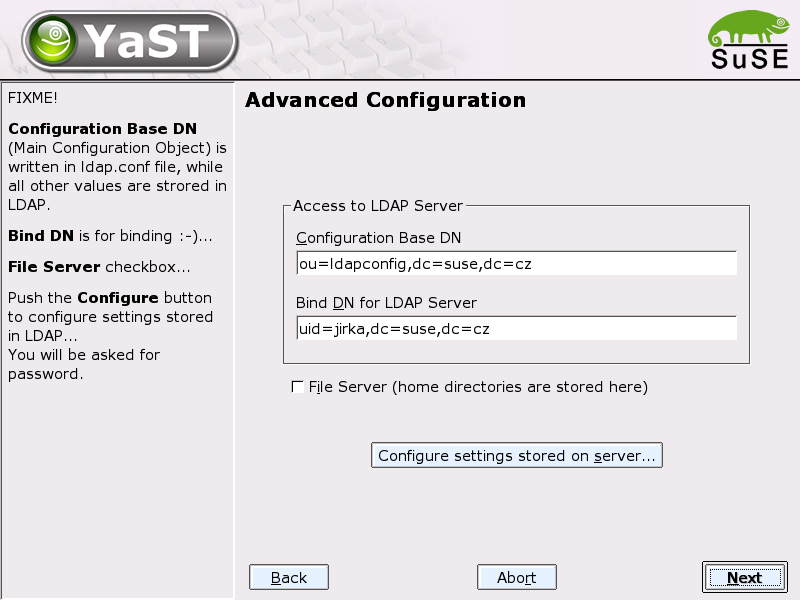 YaST
SuSE
FIXME!
Configuration Base DN
(Main Configuration Object) is
written in ldap.conf file, while
all other values are strored in
LDAP.
Bind DN is for binding :-)...
File Server checkbox...
Push the Configure button
to configure settings stored
in LDAP...
You will be asked for
password.
Advanced Configuration
Access to LDAP Server
Configuration Base DN
ou=ldapconfig,dc=suse,dc=cz
Bind DN for LDAP Server
uid=jirka,dc=suse,dc=cz
File Server (home directories are stored here)
Configure settings stored on server...
Back
Abort
Next